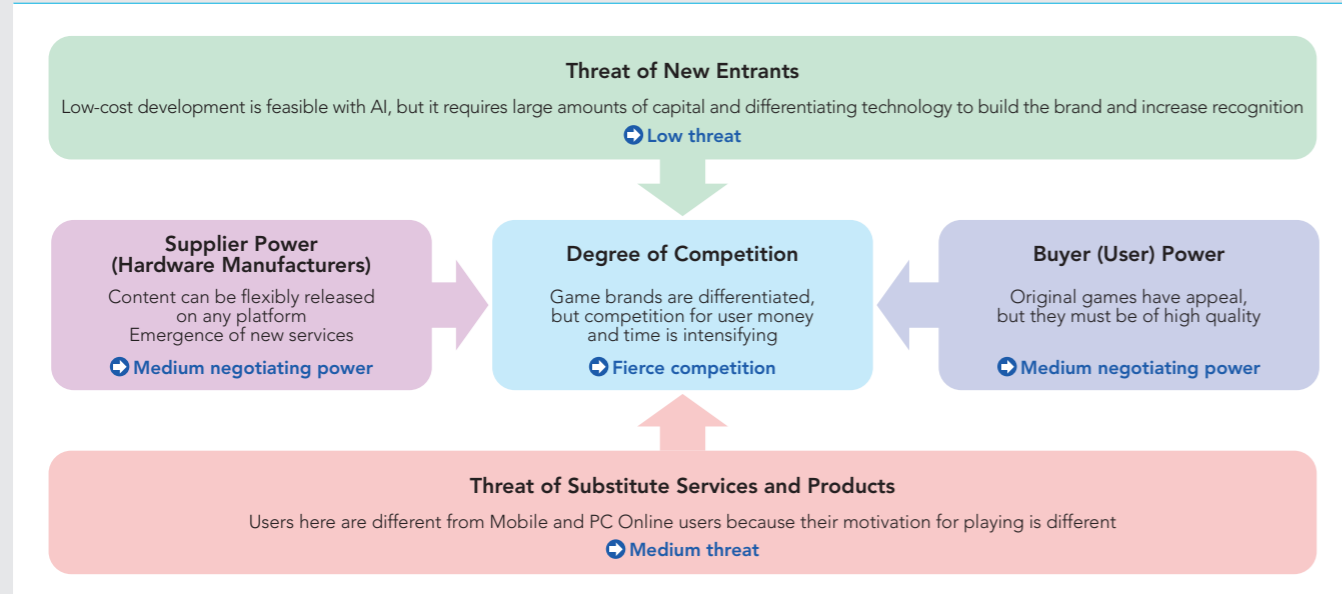 Threat of New Entrants
Low-cost development is feasible with AI, but it requires large amounts of capital and differentiating technology to build the brand and increase recognition
Low threat
Supplier Power
(Hardware Manufacturers)
Content can be flexibly released
on any platform
Emergence of new services
Medium negotiating power
Degree of Competition
Game brands are differentiated,
but competition for user money
and time is intensifying
Fierce competition
Buyer (User) Power
Original games have appeal,
but they must be of high quality
Medium negotiating power
Threat of Substitute Services and Products
Users here are different from Mobile and PC Online users because their motivation for playing is different
Medium threat